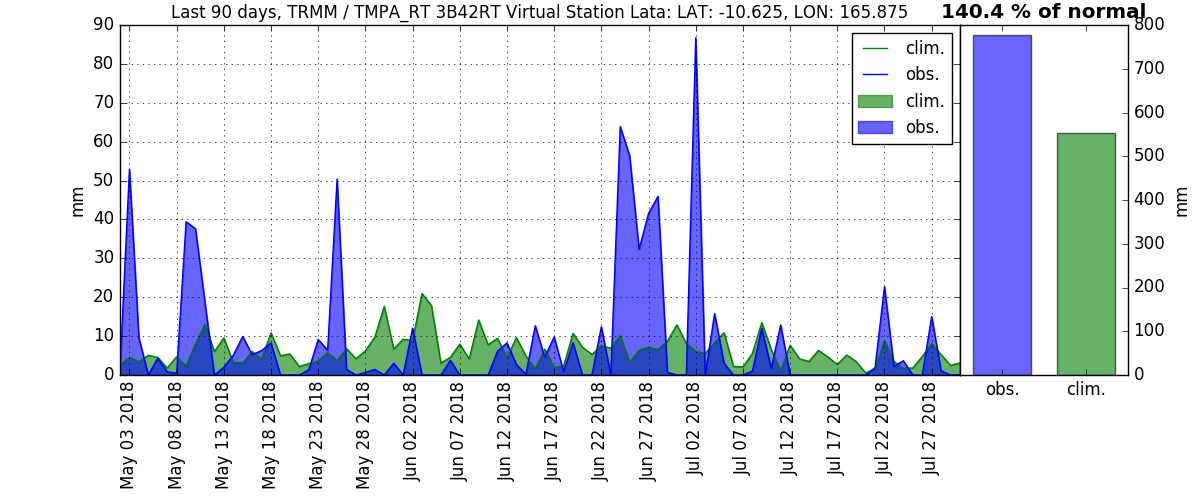 Last 90 days, TRMM / TMPA_RT 3B42RT Virtual Station Lata: LAT: -10.625, LON: 165.875
140.4 % of normal
90
80
70
60
50
40
30
20
10
0
mm
clim.
obs.
clim.
obs.
800
700
600
500
400
300
200
100
0
mm
May 03 2018
May 08 2018
May 13 2018
May 18 2018
May 23 2018
May 28 2018
Jun 02 2018
Jun 07 2018
Jun 12 2018
Jun 17 2018
Jun 22 2018
Jun 27 2018
Jul 02 2018
Jul 07 2018
Jul 12 2018
Jul 17 2018
Jul 22 2018
Jul 27 2018
obs.
clim.